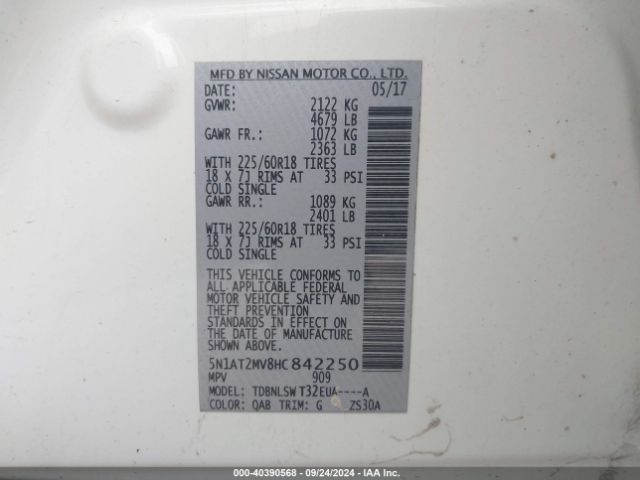 MFD BY NISSAN MOTOR CO., LTD.
DATE: 05/17
GVWR: 2122 KG
4679 LB
GAWR FR.: 1072 KG
2363 LB
WITH 225/60R18 TIRES
18 X 7J RIMS AT 33 PSI
COLD SINGLE
GAWR RR.: 1089 KG
2401 LB
WITH 225/60R18 TIRES
18 X 7J RIMS AT 33 PSI
COLD SINGLE
THIS VEHICLE CONFORMS TO
ALL APPLICABLE FEDERAL
MOTOR VEHICLE SAFETY AND
THEFT PREVENTION
STANDARDS IN EFFECT ON
THE DATE OF MANUFACTURE
SHOWN ABOVE.
5N1AT2MV8HC842250
MPV 909
MODEL: TDBNLSW T32EUA----A
COLOR: QAB TRIM: G ZS30A
000-40390568 - 09/24/2024 - IAA Inc.